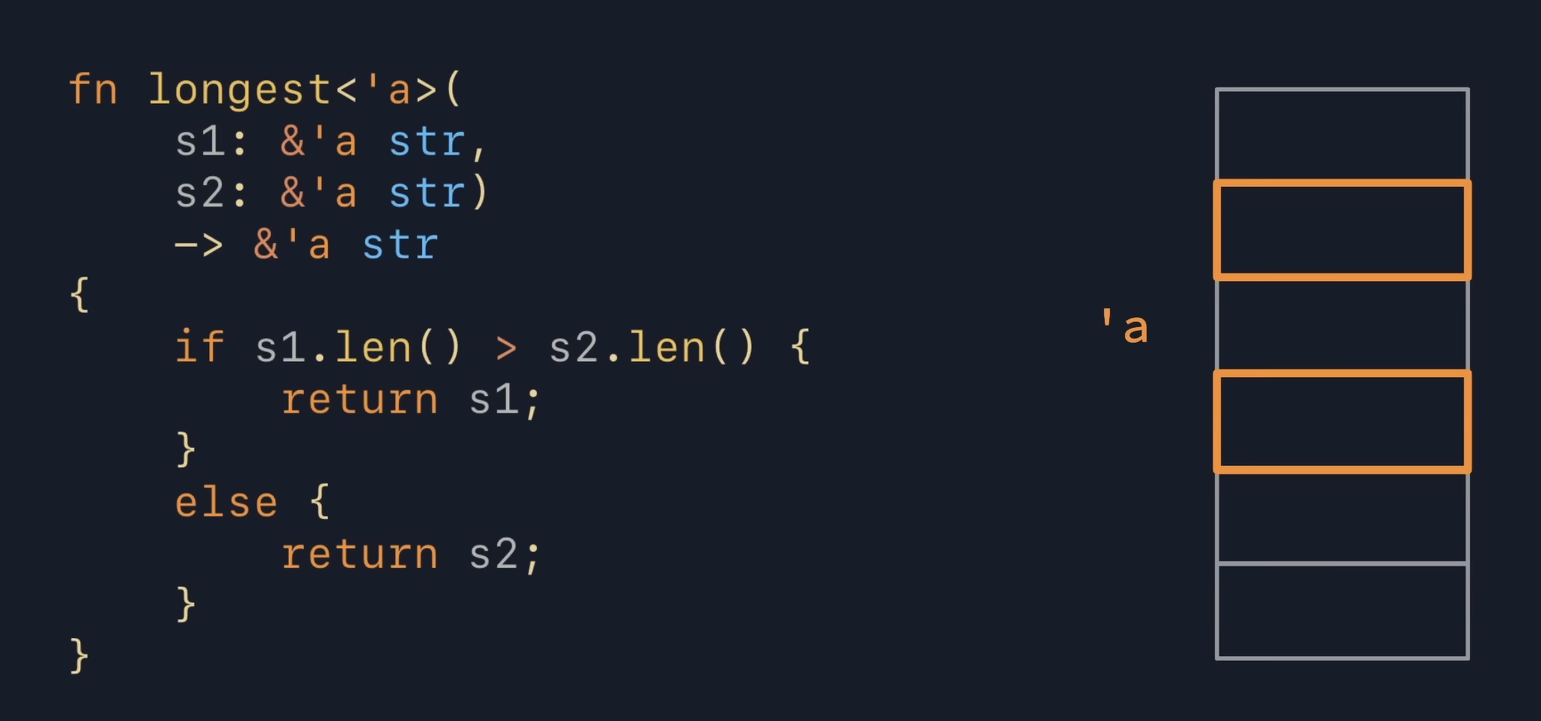 fn longest<'a>(
    s1: &'a str,
    s2: &'a str)
    -> &'a str
{
    if s1.len() > s2.len() {
        return s1;
    }
    else {
        return s2;
    }
}
'a